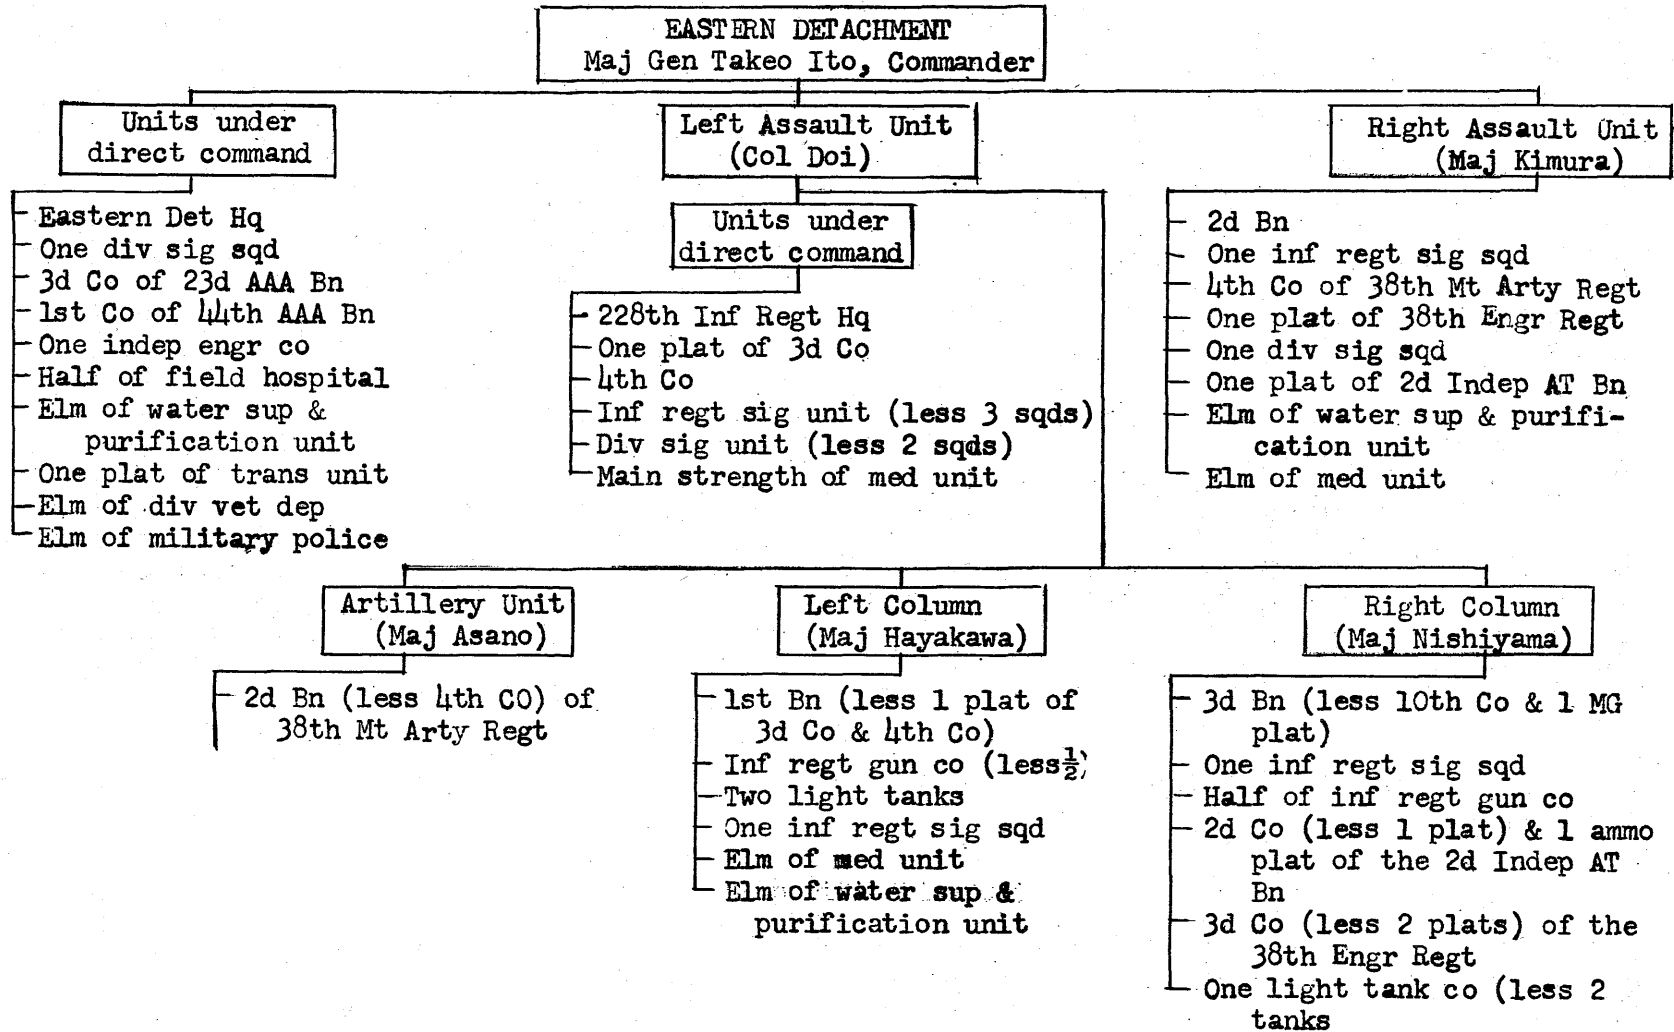 EASTERN DETACHMENT
Maj Gen Takeo Ito, Commander
Units under
direct command
Eastern Det Hq
One div sig sqd
3d Co of 23d AAA Bn
1st Co of 44th AAA Bn
One indep engr co
Half of field hospital
Elm of water sup &
purification unit
One plat of trans unit
Elm of div vet dep
Elm of military police
Left Assault Unit
(Col Doi)
Units under
direct command
228th Inf Regt Hq
One plat of 3d Co
4th Co
Inf regt sig unit (less 3 sqds)
Div sig unit (less 2 sqds)
Main strength of med unit
Right Assault Unit
(Maj Kimura)
2d Bn
One inf regt sig sqd
4th Co of 38th Mt Arty Regt
One plat of 38th Engr Regt
One div sig sqd
One plat of 2d Indep AT Bn
Elm of water sup & purifi-
cation unit
Elm of med unit
Artillery Unit
(Maj Asano)
2d Bn (less 4th CO) of
38th Mt Arty Regt
Left Column
(Maj Hayakawa)
1st Bn (less 1 plat of
3d Co & 4th Co)
Inf regt gun co (less ½)
Two light tanks
One inf regt sig sqd
Elm of med unit
Elm of water sup &
purification unit
Right Column
(Maj Nishiyama)
3d Bn (less 10th Co & 1 MG
plat)
One inf regt sig sqd
Half of inf regt gun co
2d Co (less 1 plat) & 1 ammo
plat of the 2d Indep AT
Bn
3d Co (less 2 plats) of the
38th Engr Regt
One light tank co (less 2
tanks